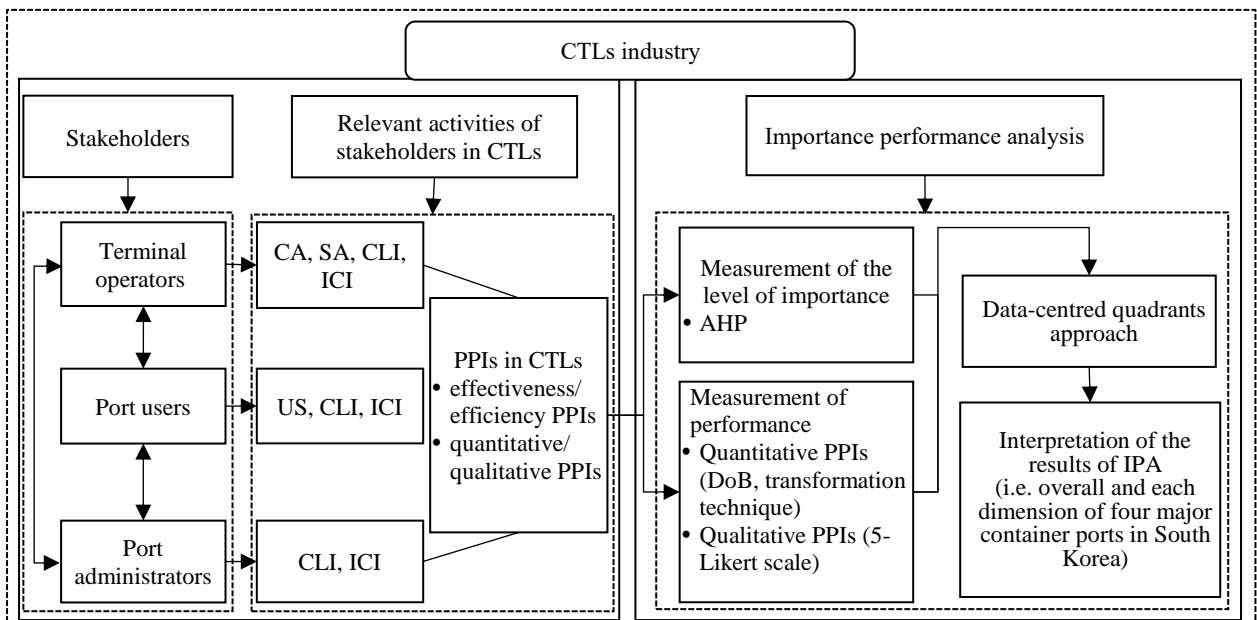 CTLs industry
Stakeholders
Relevant activities of
stakeholders in CTLs
Terminal
operators
Port users
Port
administrators
CA, SA, CLI,
ICI
US, CLI, ICI
CLI, ICI
PPIs in CTLs
• effectiveness/
efficiency PPIs
• quantitative/
qualitative PPIs
Importance performance analysis
Measurement of the
level of importance
• AHP
Measurement of
performance
• Quantitative PPIs
(DoB, transformation
technique)
• Qualitative PPIs (5-
Likert scale)
Data-centred quadrants
approach
Interpretation of the
results of IPA
(i.e. overall and each
dimension of four major
container ports in South
Korea)